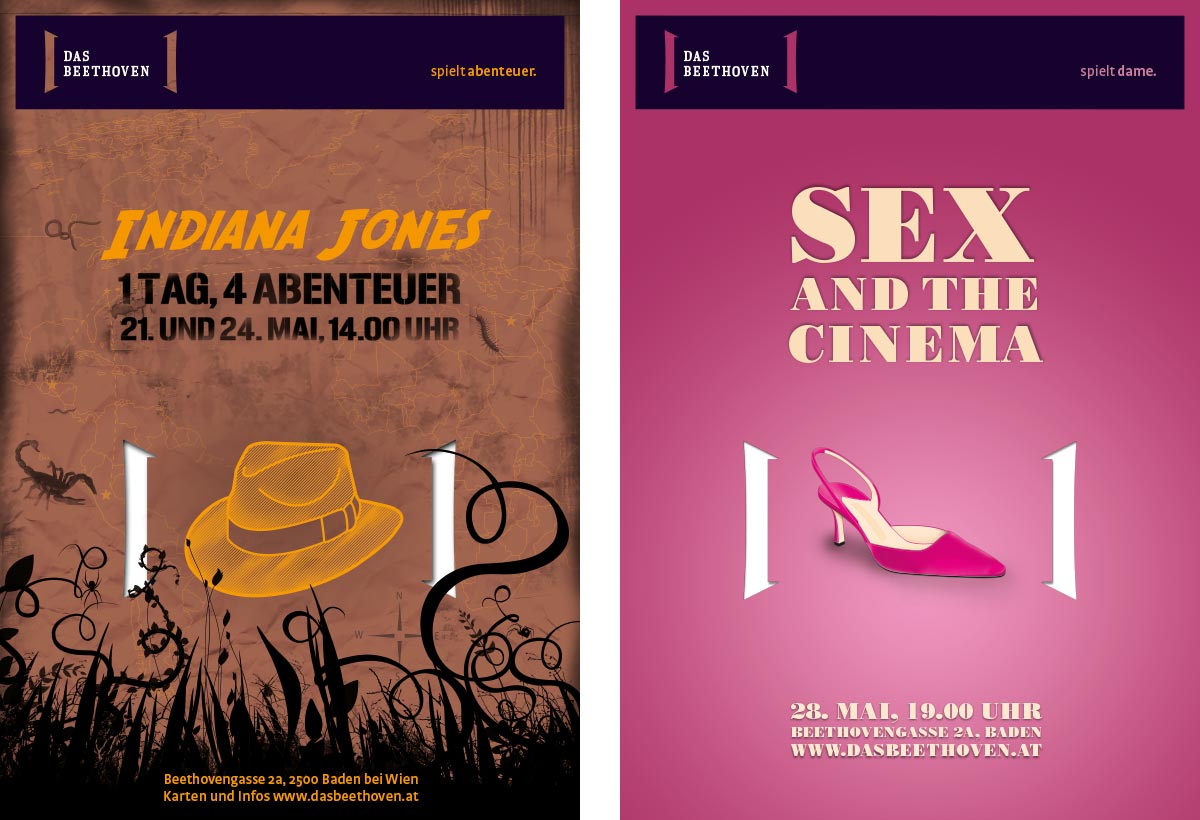 DAS
BEETHOVEN
spielt abenteuer.
INDIANA JONES
1 TAG, 4 ABENTEUER
21. UND 24. MAI, 14.00 UHR
N
W
E
Beethovengasse 2a, 2500 Baden bei Wien
Karten und Infos www.dasbeethoven.at
DAS
BEETHOVEN
spielt dame.
SEX
AND THE
CINEMA
28. MAI, 19.00 UHR
BEETHOVENGASSE 2A. BADEN
WWW.DASBEETHOVEN.AT